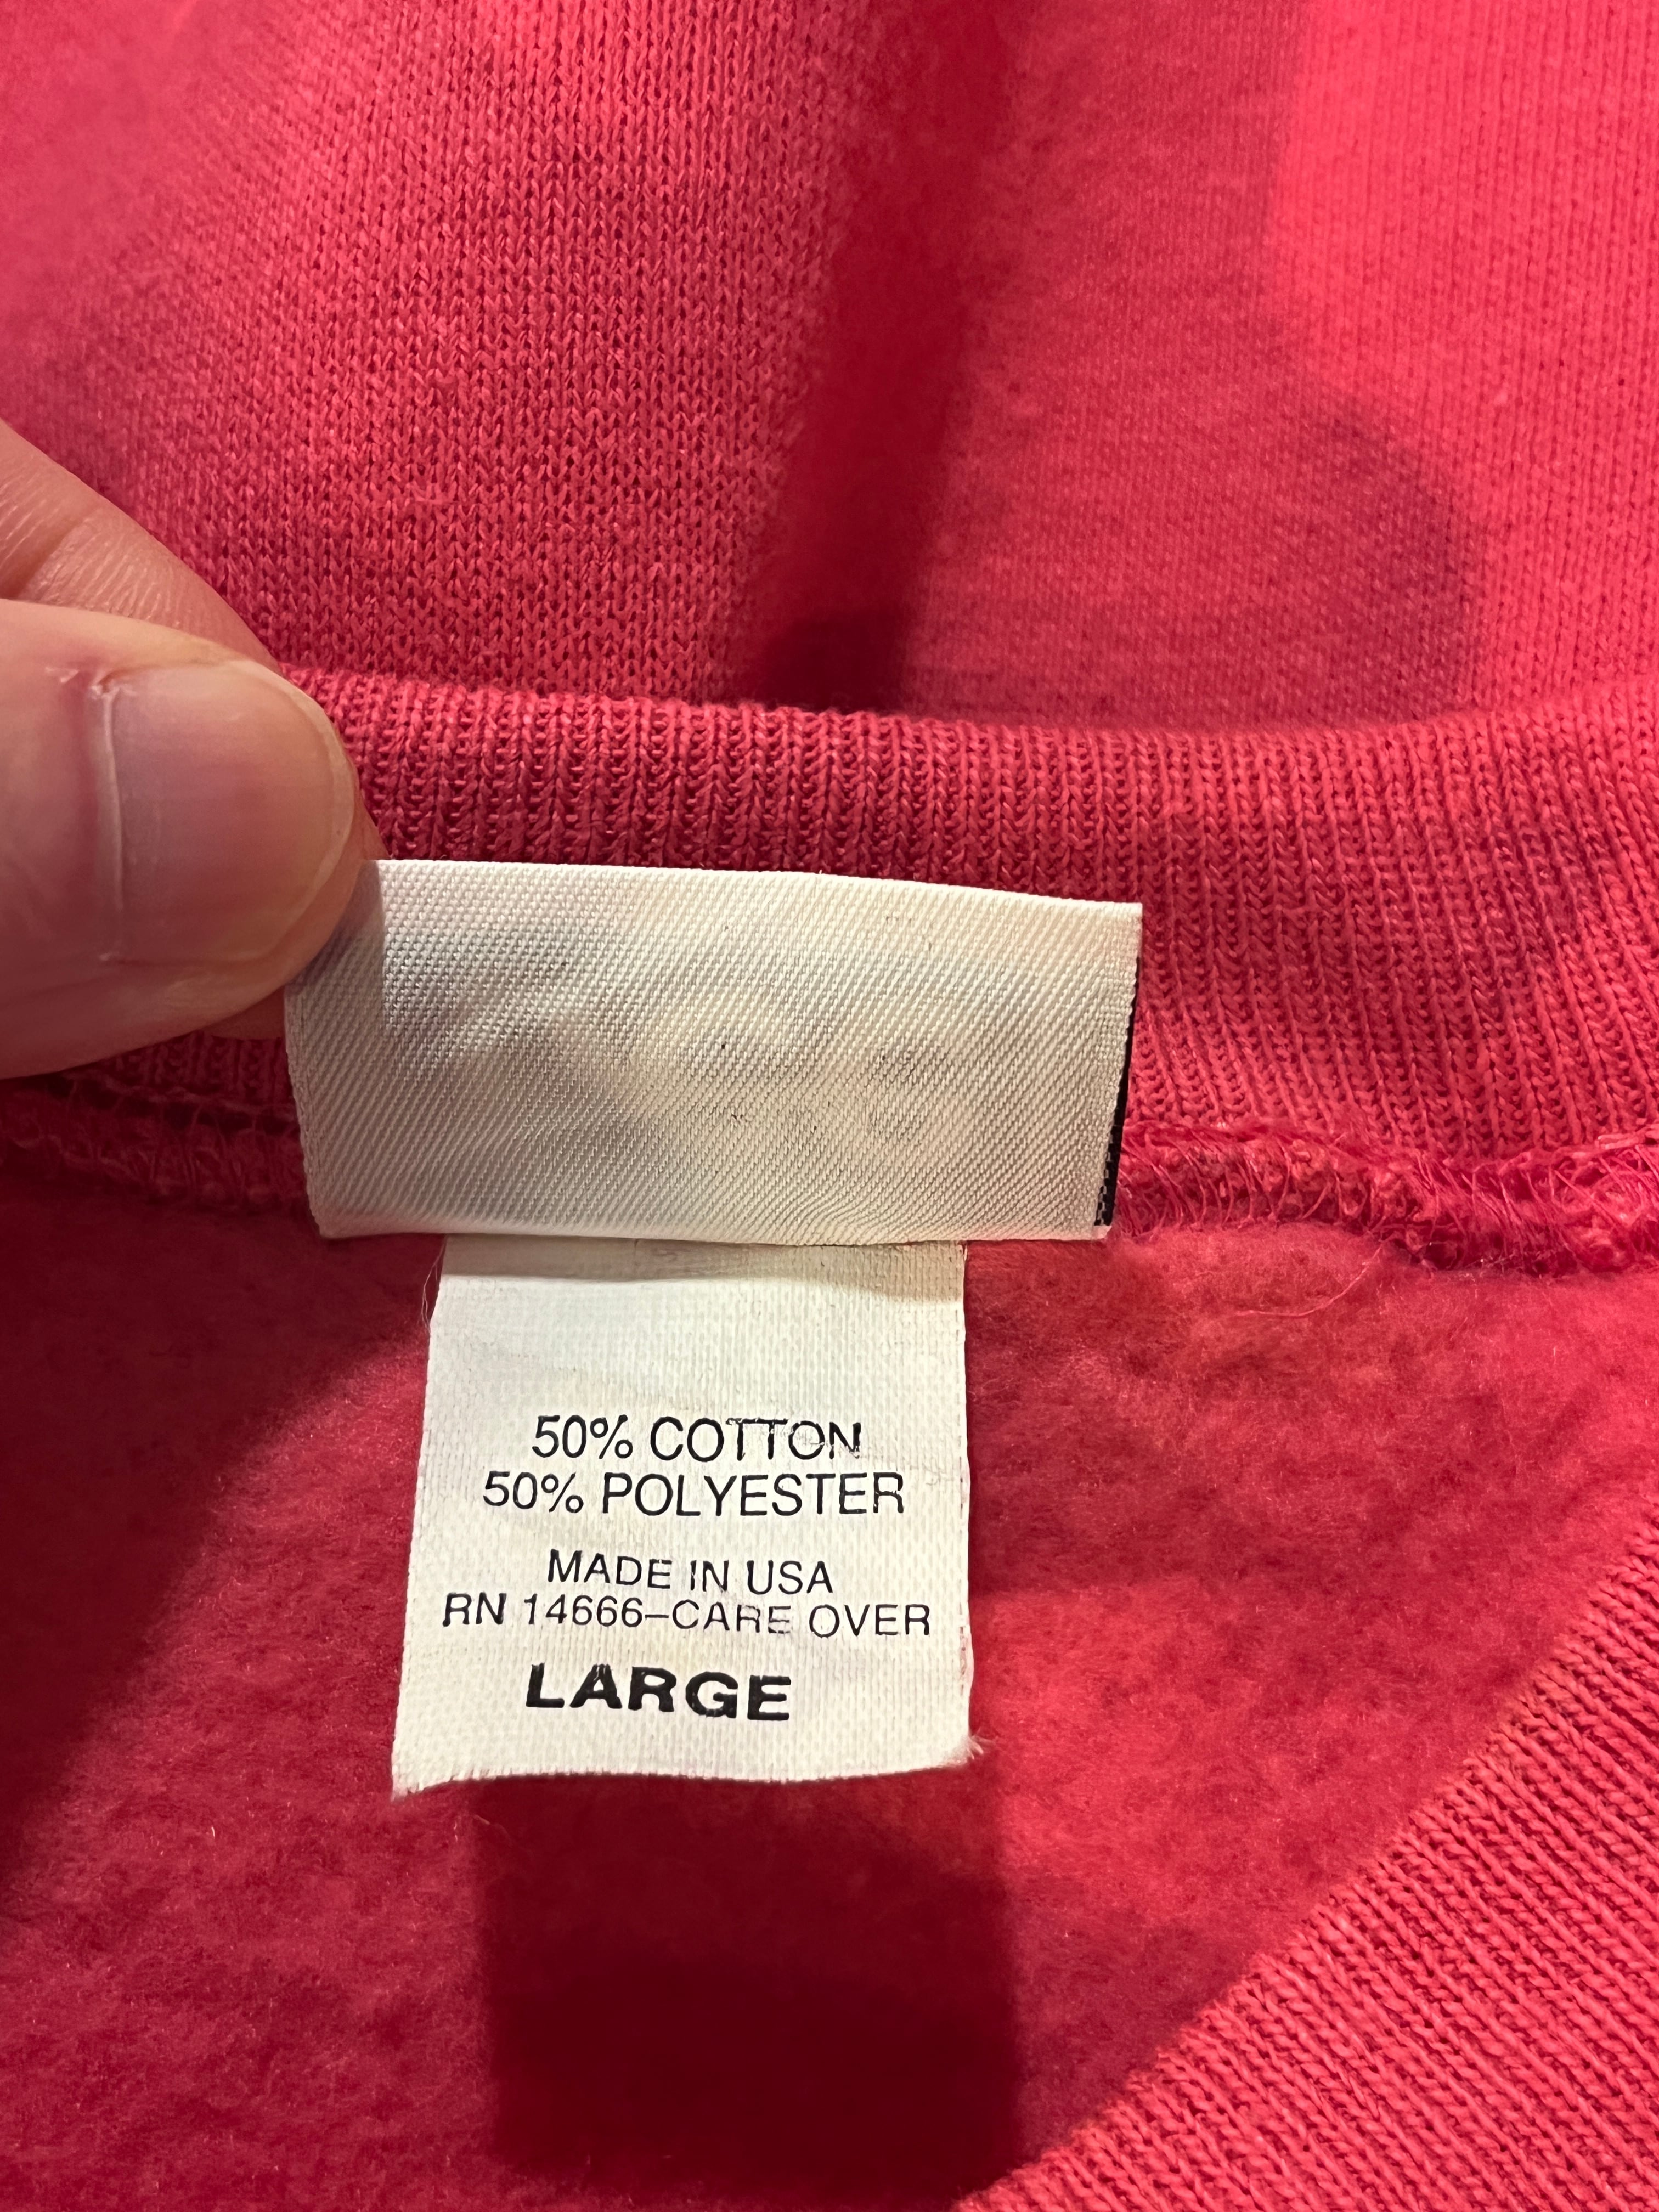 50% COTTON
50% POLYESTER
MADE IN USA
RN 14666–CARE OVER
LARGE